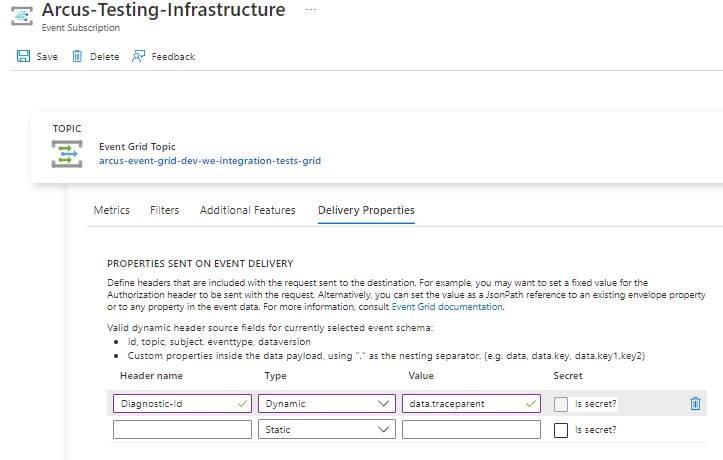 Arcus-Testing-Infrastructure ...
Event Subscription
Save Delete Feedback
TOPIC
Event Grid Topic
arcus-event-grid-dev-we-integration-tests-grid
Metrics Filters Additional Features Delivery Properties
PROPERTIES SENT ON EVENT DELIVERY
Define headers that are included with the request sent to the destination. For example, you may want to set a fixed value for the
Authorization header to be sent with the request. Alternatively, you can set the value as a JsonPath reference to an existing envelope property
or to any property in the event data. For more information, consult Event Grid documentation.
Valid dynamic header source fields for currently selected event schema:
• id, topic, subject, eventtype, dataversion
• Custom properties inside the data payload, using "." as the nesting separator. (e.g. data, data.key, data.key1.key2)
Header name Type Value Secret
Diagnostic-Id Dynamic data.traceparent Is secret?
Static Is secret?